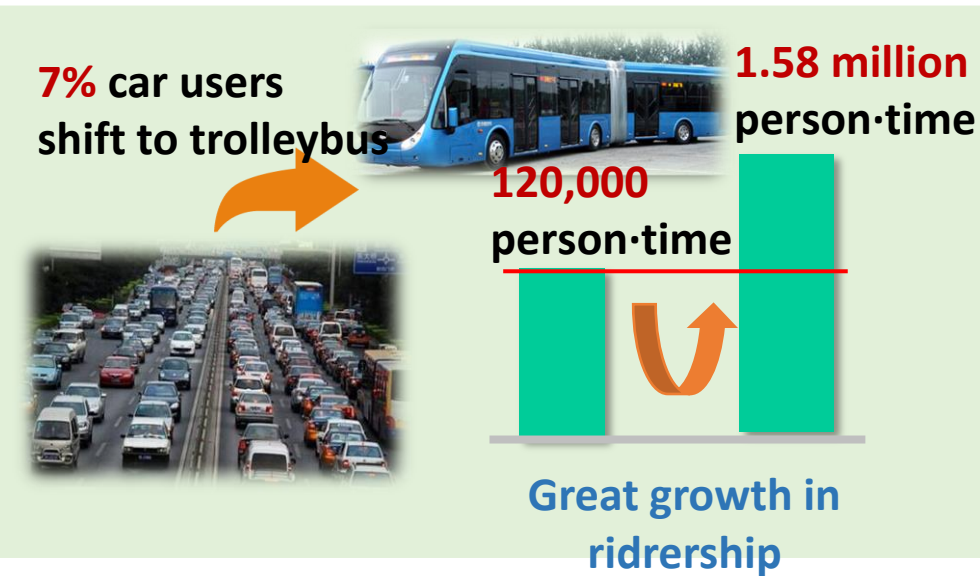 7% car users
shift to trolleybus
1.58 million
person·time
120,000
person·time
Great growth in
ridrership